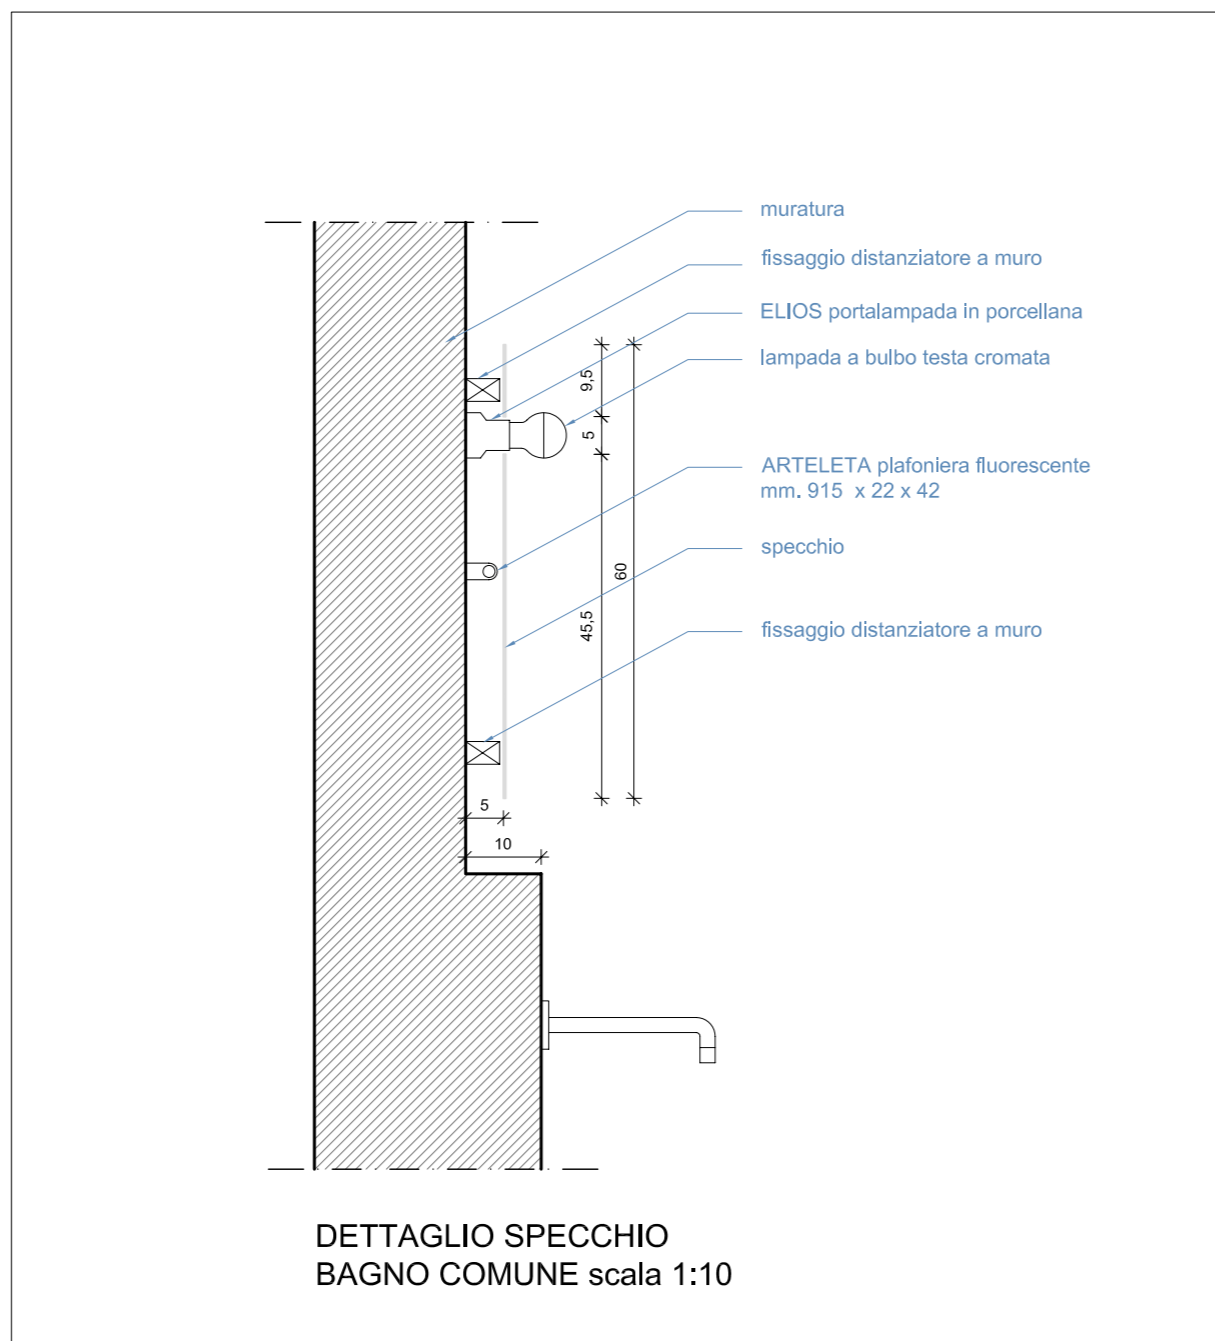 muratura
fissaggio distanziatore a muro
ELIOS portalampada in porcellana
lampada a bulbo testa cromata
ARTELETA plafoniera fluorescente
mm. 915 x 22 x 42
specchio
fissaggio distanziatore a muro
9,5
5
60
45,5
5
10
DETTAGLIO SPECCHIO
BAGNO COMUNE scala 1:10